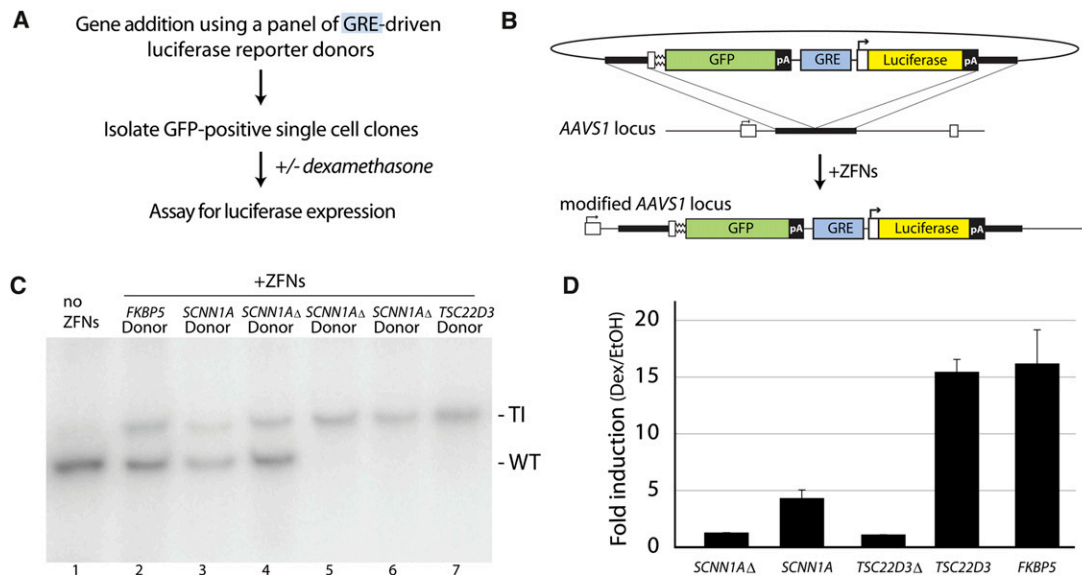 A
Gene addition using a panel of GRE-driven
luciferase reporter donors
Isolate GFP-positive single cell clones
+/- dexamethasone
Assay for luciferase expression
B
GFP pA GRE Luciferase pA
AAVS1 locus
+ZFNs
modified AAVS1 locus
GFP pA GRE Luciferase pA
C
+ZFNs
no
ZFNs
FKBP5 SCNN1A SCNN1AΔ SCNN1AΔ SCNN1AΔ TSC22D3
Donor Donor Donor Donor Donor Donor
- TI
- WT
1 2 3 4 5 6 7
D
Fold induction (Dex/EtOH)
20
15
10
5
0
SCNN1AΔ SCNN1A TSC22D3Δ TSC22D3 FKBP5